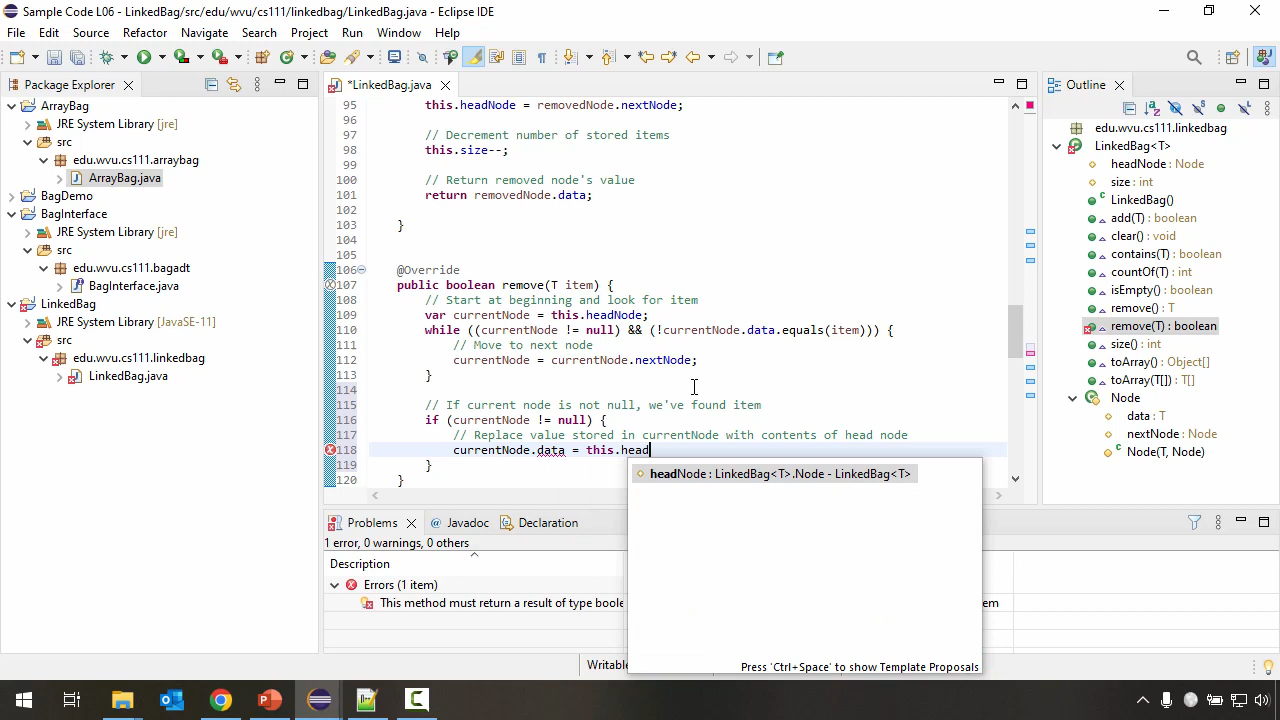 Sample Code L06 - LinkedBag/src/edu/wvu/cs111/linkedbag/LinkedBag.java - Eclipse IDE
File Edit Source Refactor Navigate Search Project Run Window Help
Package Explorer
ArrayBag
JRE System Library [jre]
src
edu.wvu.cs111.arraybag
ArrayBag.java
BagDemo
BagInterface
JRE System Library [jre]
src
edu.wvu.cs111.bagadt
BagInterface.java
LinkedBag
JRE System Library [JavaSE-11]
src
edu.wvu.cs111.linkedbag
LinkedBag.java
*LinkedBag.java
95 this.headNode = removedNode.nextNode;
96
97 // Decrement number of stored items
98 this.size--;
99
100 // Return removed node's value
101 return removedNode.data;
102
103 }
104
105
106 @Override
107 public boolean remove(T item) {
108 // Start at beginning and look for item
109 var currentNode = this.headNode;
110 while ((currentNode != null) && (!currentNode.data.equals(item))) {
111 // Move to next node
112 currentNode = currentNode.nextNode;
113 }
114
115 // If current node is not null, we've found item
116 if (currentNode != null) {
117 // Replace value stored in currentNode with contents of head node
118 currentNode.data = this.head
119 }
120 }
headNode : LinkedBag<T>.Node - LinkedBag<T>
Press 'Ctrl+Space' to show Template Proposals
Outline
edu.wvu.cs111.linkedbag
LinkedBag<T>
headNode : Node
size : int
LinkedBag()
add(T) : boolean
clear() : void
contains(T) : boolean
countOf(T) : int
isEmpty() : boolean
remove() : T
remove(T) : boolean
size() : int
toArray() : Object[]
toArray(T[]) : T[]
Node
data : T
nextNode : Node
Node(T, Node)
Problems Javadoc Declaration
1 error, 0 warnings, 0 others
Description
Errors (1 item)
This method must return a result of type boole
em
Writable